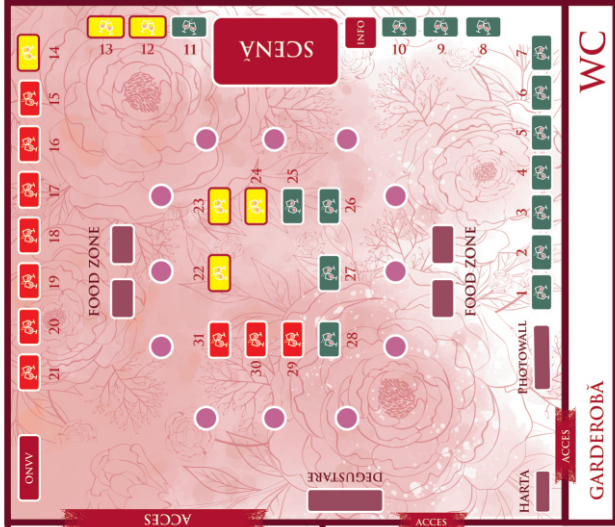 14
13
12
11
SCENĂ
INFO
10
9
8
7
15
16
17
18
19
20
21
ONVV
FOOD ZONE
23
24
25
26
22
27
31
30
29
28
FOOD ZONE
6
5
4
3
2
1
PHOTOWALL
HARTA
DEGUSTARE
ACCES
ACCES
ACCES
WC
GARDEROBĂ